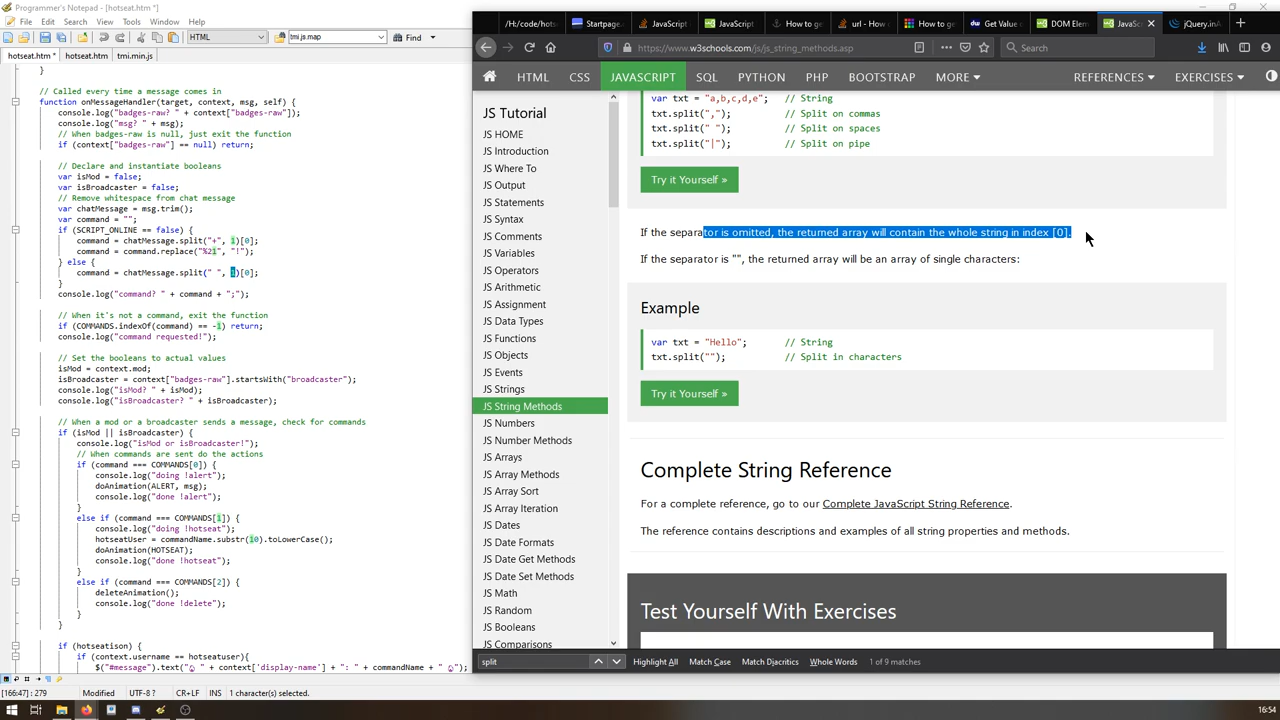 Programmer's Notepad - [hotseat.htm *]
File Edit Search View Tools Window Help
HTML
tmi.js.map
Find
hotseat.htm *
hotseat.htm
tmi.min.js
}
// Called every time a message comes in
function onMessageHandler(target, context, msg, self) {
console.log("badges-raw? " + context["badges-raw"]);
console.log("msg? " + msg);
// When badges-raw is null, just exit the function
if (context["badges-raw"] == null) return;
// Declare and instantiate booleans
var isMod = false;
var isBroadcaster = false;
// Remove whitespace from chat message
var chatMessage = msg.trim();
var command = "";
if (SCRIPT_ONLINE == false) {
command = chatMessage.split("+", 1)[0];
command = command.replace("%21", "!");
} else {
command = chatMessage.split(" ", 1)[0];
}
console.log("command? " + command + ";");
// When it's not a command, exit the function
if (COMMANDS.indexOf(command) == -1) return;
console.log("command requested!");
// Set the booleans to actual values
isMod = context.mod;
isBroadcaster = context["badges-raw"].startsWith("broadcaster");
console.log("isMod? " + isMod);
console.log("isBroadcaster? " + isBroadcaster);
// When a mod or a broadcaster sends a message, check for commands
if (isMod || isBroadcaster) {
console.log("isMod or isBroadcaster!");
// When commands are sent do the actions
if (command === COMMANDS[0]) {
console.log("doing !alert");
doAnimation(ALERT, msg);
console.log("done !alert");
}
else if (command === COMMANDS[1]) {
console.log("doing !hotseat");
hotseatUser = commandName.substr(10).toLowerCase();
doAnimation(HOTSEAT);
console.log("done !hotseat");
}
else if (command === COMMANDS[2]) {
deleteAnimation();
console.log("done !delete");
}
}
if (hotseatison) {
if (context.username == hotseatuser){
$("#message").text(" " + context['display-name'] + ": " + commandName + " ");
[166:47] : 279
Modified
UTF-8 ?
CR+LF
INS
1 character(s) selected.
/H:/code/hots
Startpage.
JavaScript
JavaScript
How to ge
url - How
How to ge
Get Value
DOM Elem
JavaSc
jQuery.inA
https://www.w3schools.com/js/js_string_methods.asp
Search
HTML CSS JAVASCRIPT SQL PYTHON PHP BOOTSTRAP MORE REFERENCES EXERCISES
JS Tutorial
JS HOME
JS Introduction
JS Where To
JS Output
JS Statements
JS Syntax
JS Comments
JS Variables
JS Operators
JS Arithmetic
JS Assignment
JS Data Types
JS Functions
JS Objects
JS Events
JS Strings
JS String Methods
JS Numbers
JS Number Methods
JS Arrays
JS Array Methods
JS Array Sort
JS Array Iteration
JS Dates
JS Date Formats
JS Date Get Methods
JS Date Set Methods
JS Math
JS Random
JS Booleans
JS Comparisons
var txt = "a,b,c,d,e"; // String
txt.split(","); // Split on commas
txt.split(" "); // Split on spaces
txt.split("|"); // Split on pipe
Try it Yourself »
If the separator is omitted, the returned array will contain the whole string in index [0].
If the separator is "", the returned array will be an array of single characters:
Example
var txt = "Hello"; // String
txt.split(""); // Split in characters
Try it Yourself »
Complete String Reference
For a complete reference, go to our Complete JavaScript String Reference.
The reference contains descriptions and examples of all string properties and methods.
Test Yourself With Exercises
split
Highlight All
Match Case
Match Diacritics
Whole Words
1 of 9 matches
16:54